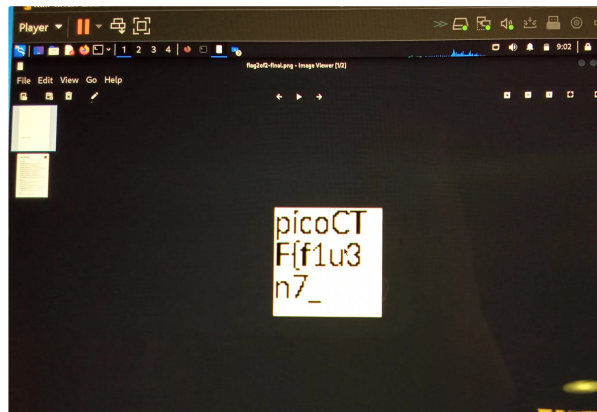 Player
1 2 3 4
9:02
flag2of2-final.png - Image Viewer [1/2]
File Edit View Go Help
picoCT
F{f1u3
n7_